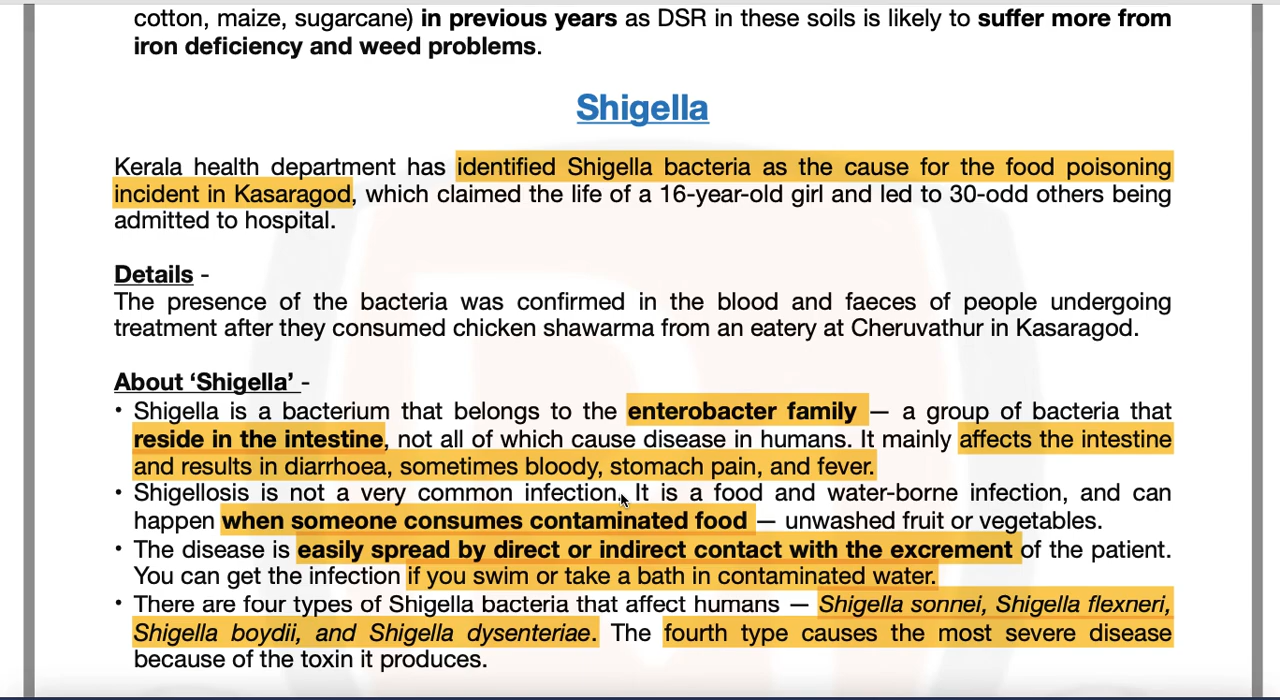 cotton, maize, sugarcane) in previous years as DSR in these soils is likely to suffer more from
iron deficiency and weed problems.
Shigella
Kerala health department has identified Shigella bacteria as the cause for the food poisoning
incident in Kasaragod, which claimed the life of a 16-year-old girl and led to 30-odd others being
admitted to hospital.
Details -
The presence of the bacteria was confirmed in the blood and faeces of people undergoing
treatment after they consumed chicken shawarma from an eatery at Cheruvathur in Kasaragod.
About ‘Shigella’ -
• Shigella is a bacterium that belongs to the enterobacter family — a group of bacteria that
reside in the intestine, not all of which cause disease in humans. It mainly affects the intestine
and results in diarrhoea, sometimes bloody, stomach pain, and fever.
• Shigellosis is not a very common infection. It is a food and water-borne infection, and can
happen when someone consumes contaminated food — unwashed fruit or vegetables.
• The disease is easily spread by direct or indirect contact with the excrement of the patient.
You can get the infection if you swim or take a bath in contaminated water.
• There are four types of Shigella bacteria that affect humans — Shigella sonnei, Shigella flexneri,
Shigella boydii, and Shigella dysenteriae. The fourth type causes the most severe disease
because of the toxin it produces.